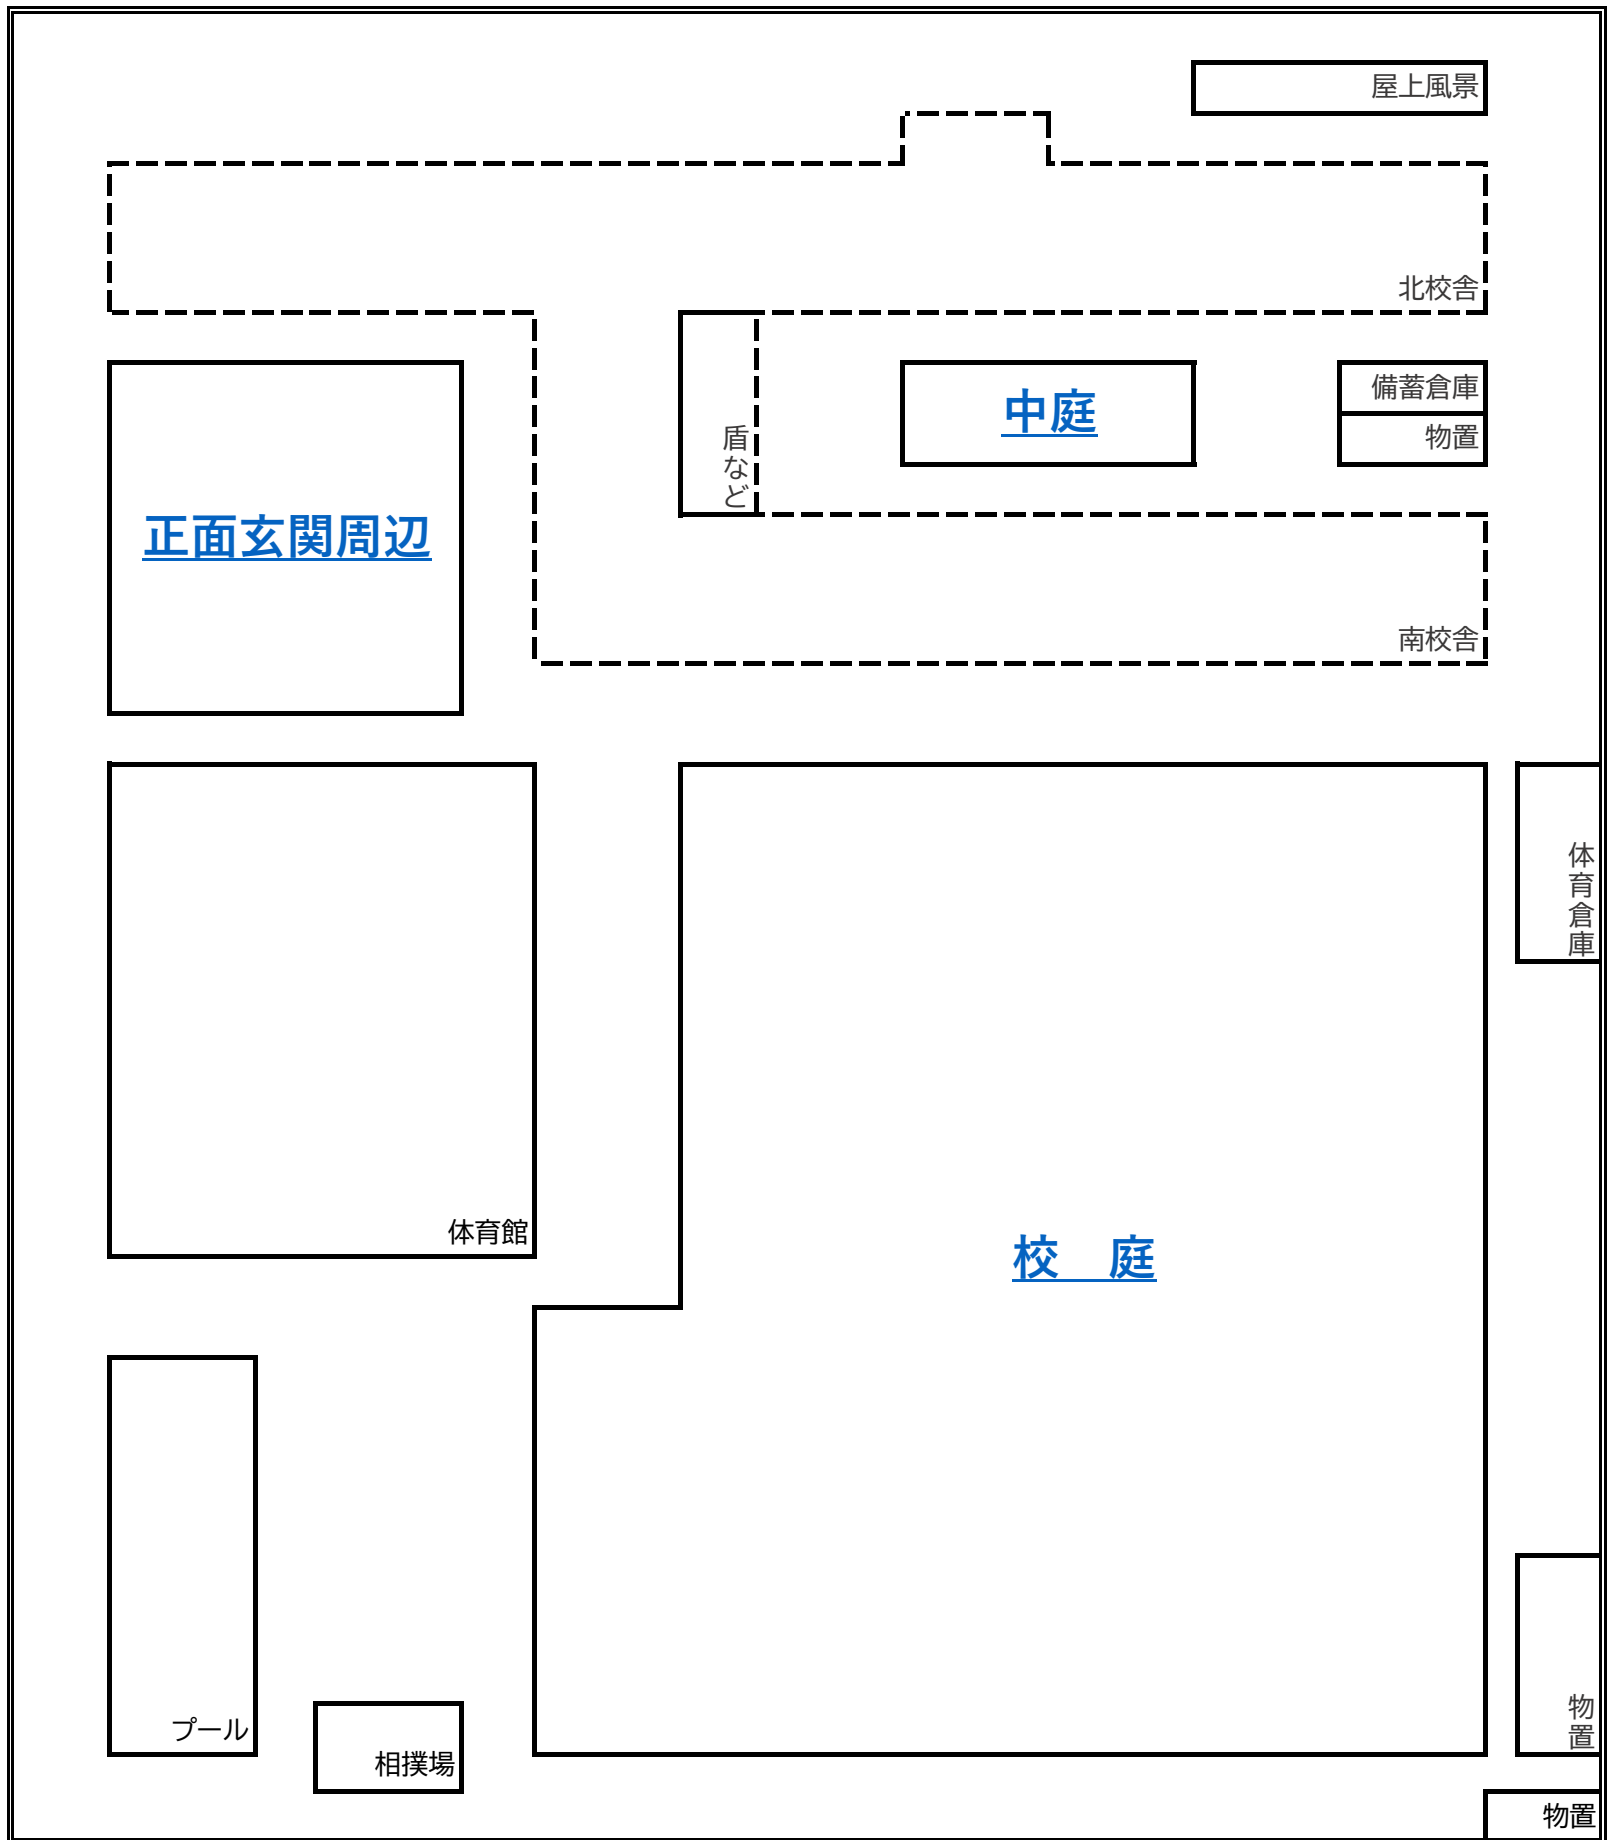 屋上風景
北校舎
備蓄倉庫
中庭
物置
盾など
正面玄関周辺
南校舎
体育倉庫
体育館
校　庭
物置
プール
相撲場
物置